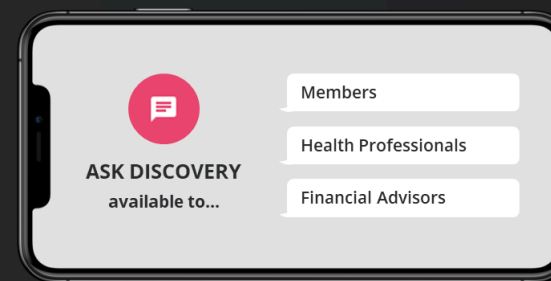 ASK DISCOVERY
available to...
Members
Health Professionals
Financial Advisors